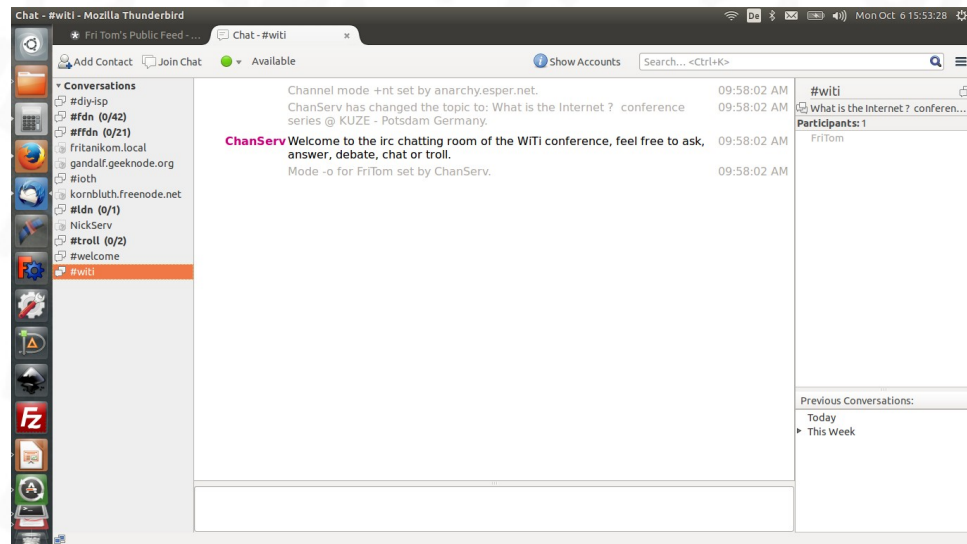 Chat - #witi - Mozilla Thunderbird
De
Mon Oct 6 15:53:28
Fri Tom's Public Feed - ...
Chat - #witi
Add Contact
Join Chat
Available
Show Accounts
Search... <Ctrl+K>
Conversations
#diy-isp
#fdn (0/42)
#ffdn (0/21)
fritanikom.local
gandalf.geeknode.org
#ioth
kornbluth.freenode.net
#ldn (0/1)
NickServ
#troll (0/2)
#welcome
#witi
Channel mode +nt set by anarchy.esper.net. 09:58:02 AM
ChanServ has changed the topic to: What is the Internet ? conference 09:58:02 AM
series @ KUZE - Potsdam Germany.
ChanServ Welcome to the irc chatting room of the WiTi conference, feel free to ask, 09:58:02 AM
answer, debate, chat or troll.
Mode -o for FriTom set by ChanServ. 09:58:02 AM
#witi
What is the Internet ? conferen...
Participants: 1
FriTom
Previous Conversations:
Today
This Week
Fz